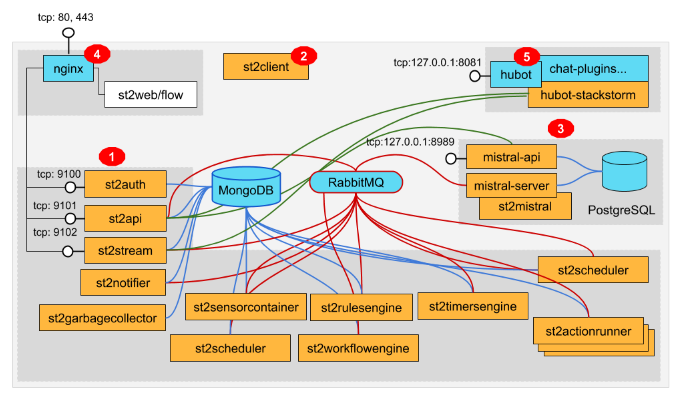 tcp: 80, 443
4
nginx
st2web/flow
2
st2client
tcp:127.0.0.1:8081
5
hubot
chat-plugins...
hubot-stackstorm
3
tcp:127.0.0.1:8989
mistral-api
mistral-server
st2mistral
PostgreSQL
1
tcp: 9100
st2auth
tcp: 9101
st2api
tcp: 9102
st2stream
MongoDB
RabbitMQ
st2notifier
st2garbagecollector
st2sensorcontainer
st2rulesengine
st2timersengine
st2scheduler
st2scheduler
st2workflowengine
st2actionrunner